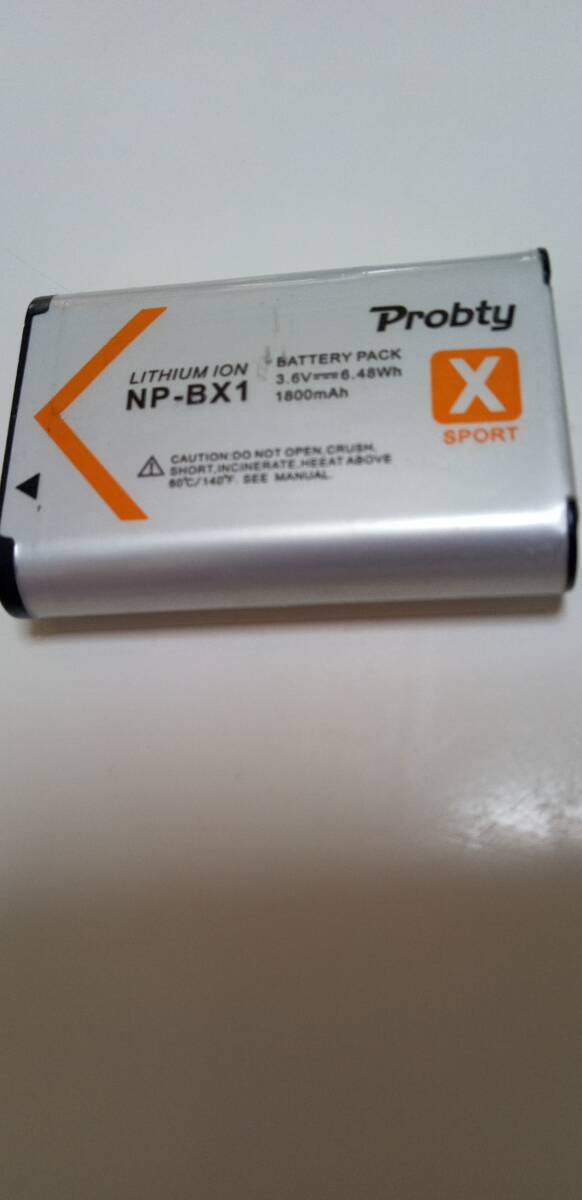 Probty
LITHIUM ION
NP-BX1
BATTERY PACK
3.6V⎓6.48Wh
1800mAh
X
SPORT
CAUTION:DO NOT OPEN,CRUSH,
SHORT,INCINERATE,HEEAT ABOVE
60℃/140℉. SEE MANUAL.